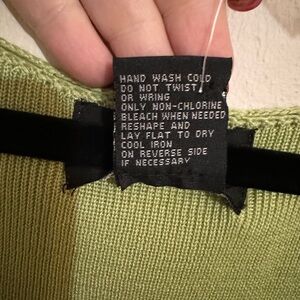 HAND WASH COLD
DO NOT TWIST
OR WRING
ONLY NON-CHLORINE
BLEACH WHEN NEEDED
RESHAPE AND
LAY FLAT TO DRY
COOL IRON
ON REVERSE SIDE
IF NECESSARY